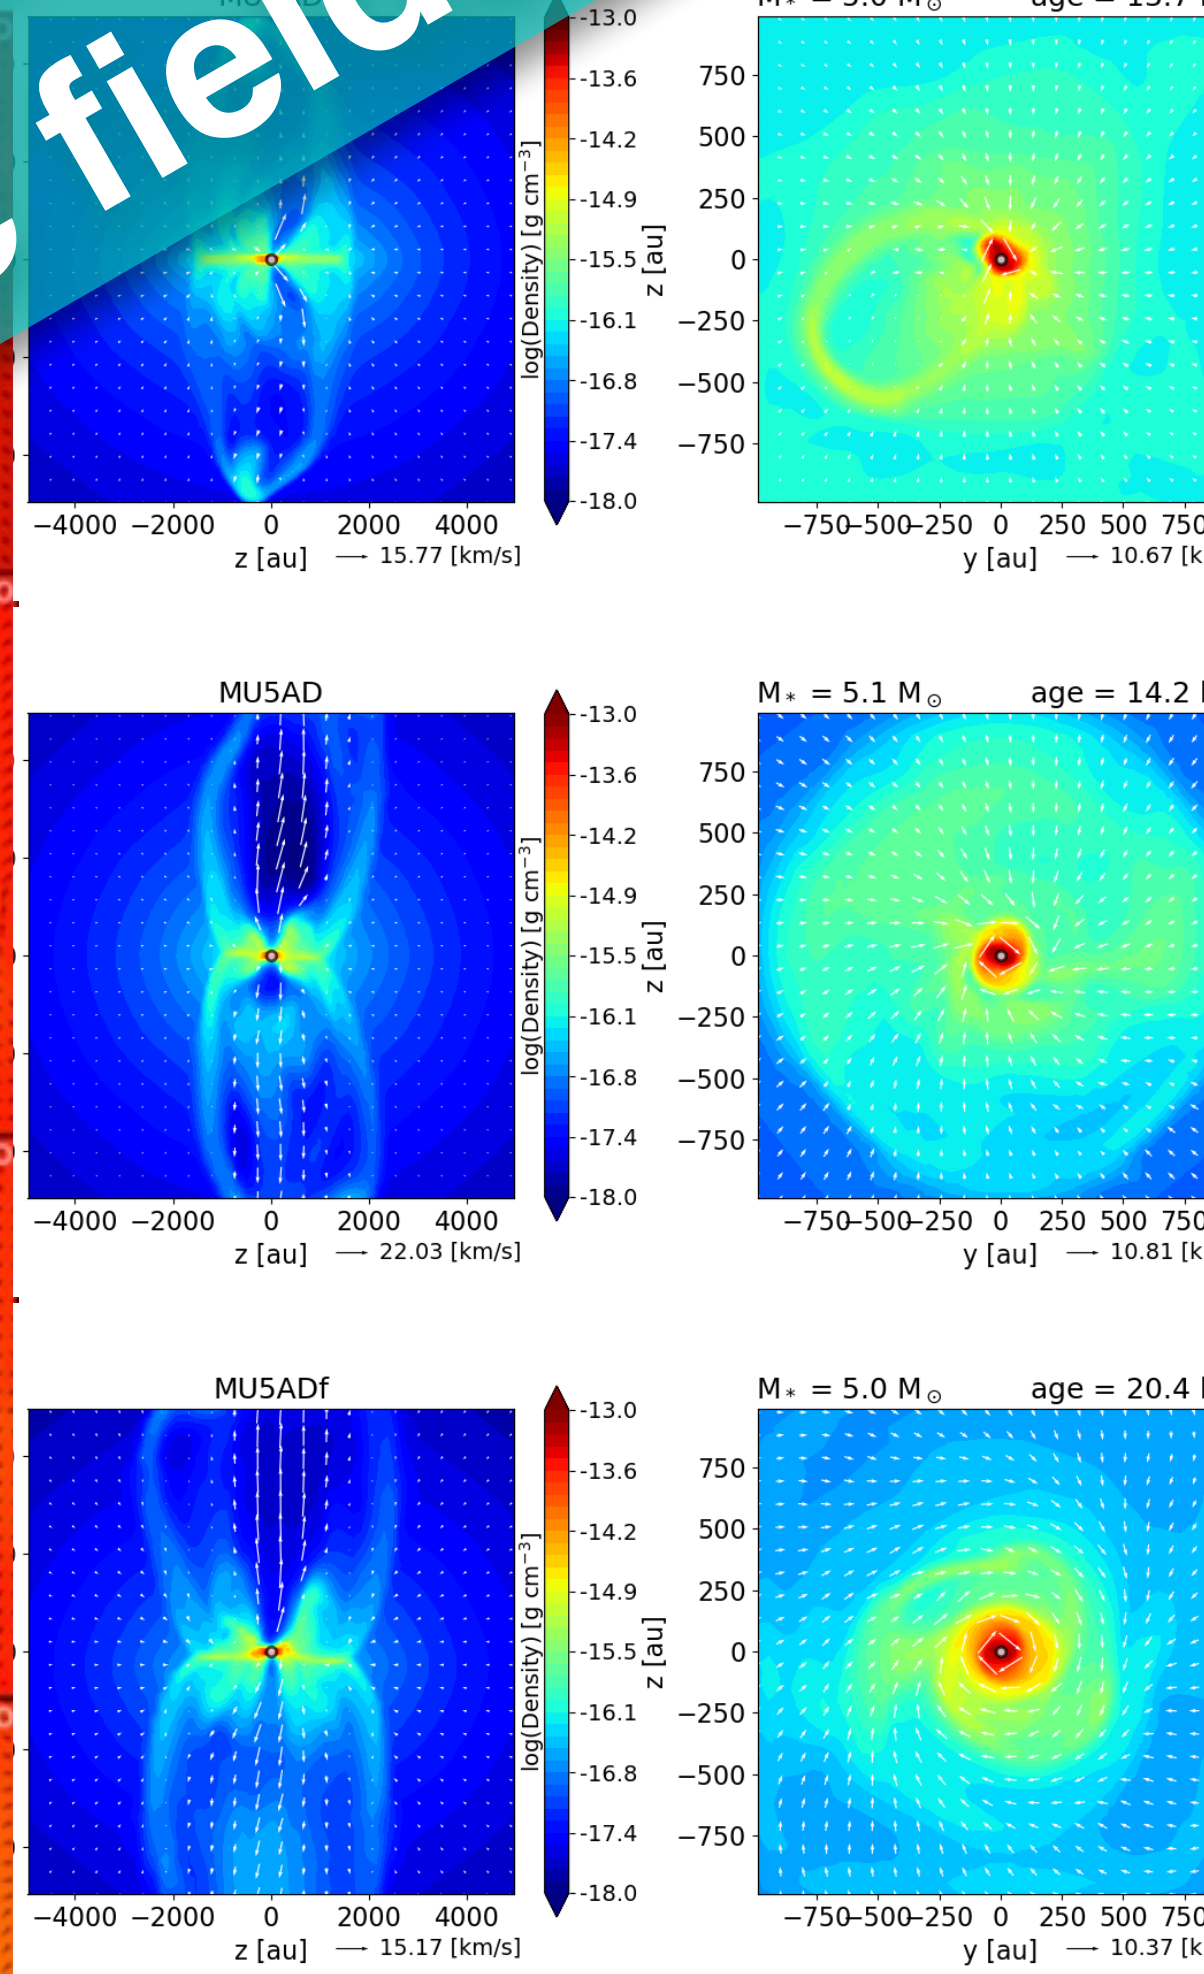 field
-13.0
-13.6
-14.2
-14.9
-15.5
-16.1
-16.8
-17.4
-18.0
log(Density) [g cm⁻³]
−4000 −2000 0 2000 4000
z [au] 15.77 [km/s]
750
500
250
0
−250
−500
−750
z [au]
−750 −500 −250 0 250 500 750
y [au] 10.67 [k
MU5AD
-13.0
-13.6
-14.2
-14.9
-15.5
-16.1
-16.8
-17.4
-18.0
log(Density) [g cm⁻³]
−4000 −2000 0 2000 4000
z [au] 22.03 [km/s]
M* = 5.1 M⊙ age = 14.2
750
500
250
0
−250
−500
−750
z [au]
−750 −500 −250 0 250 500 750
y [au] 10.81 [k
MU5ADf
-13.0
-13.6
-14.2
-14.9
-15.5
-16.1
-16.8
-17.4
-18.0
log(Density) [g cm⁻³]
−4000 −2000 0 2000 4000
z [au] 15.17 [km/s]
M* = 5.0 M⊙ age = 20.4
750
500
250
0
−250
−500
−750
z [au]
−750 −500 −250 0 250 500 750
y [au] 10.37 [k